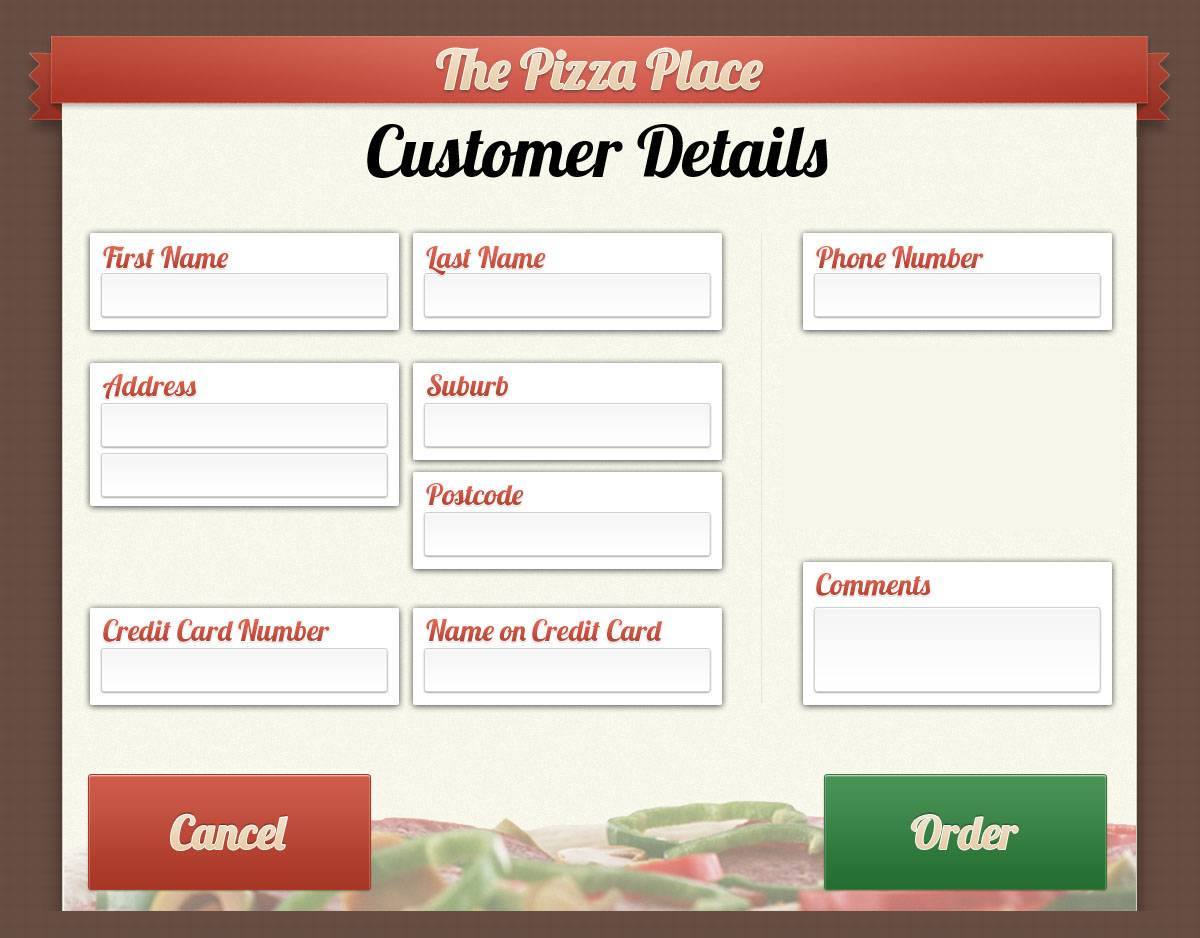 The Pizza Place
Customer Details
First Name
Last Name
Phone Number
Address
Suburb
Postcode
Comments
Credit Card Number
Name on Credit Card
Cancel
Order